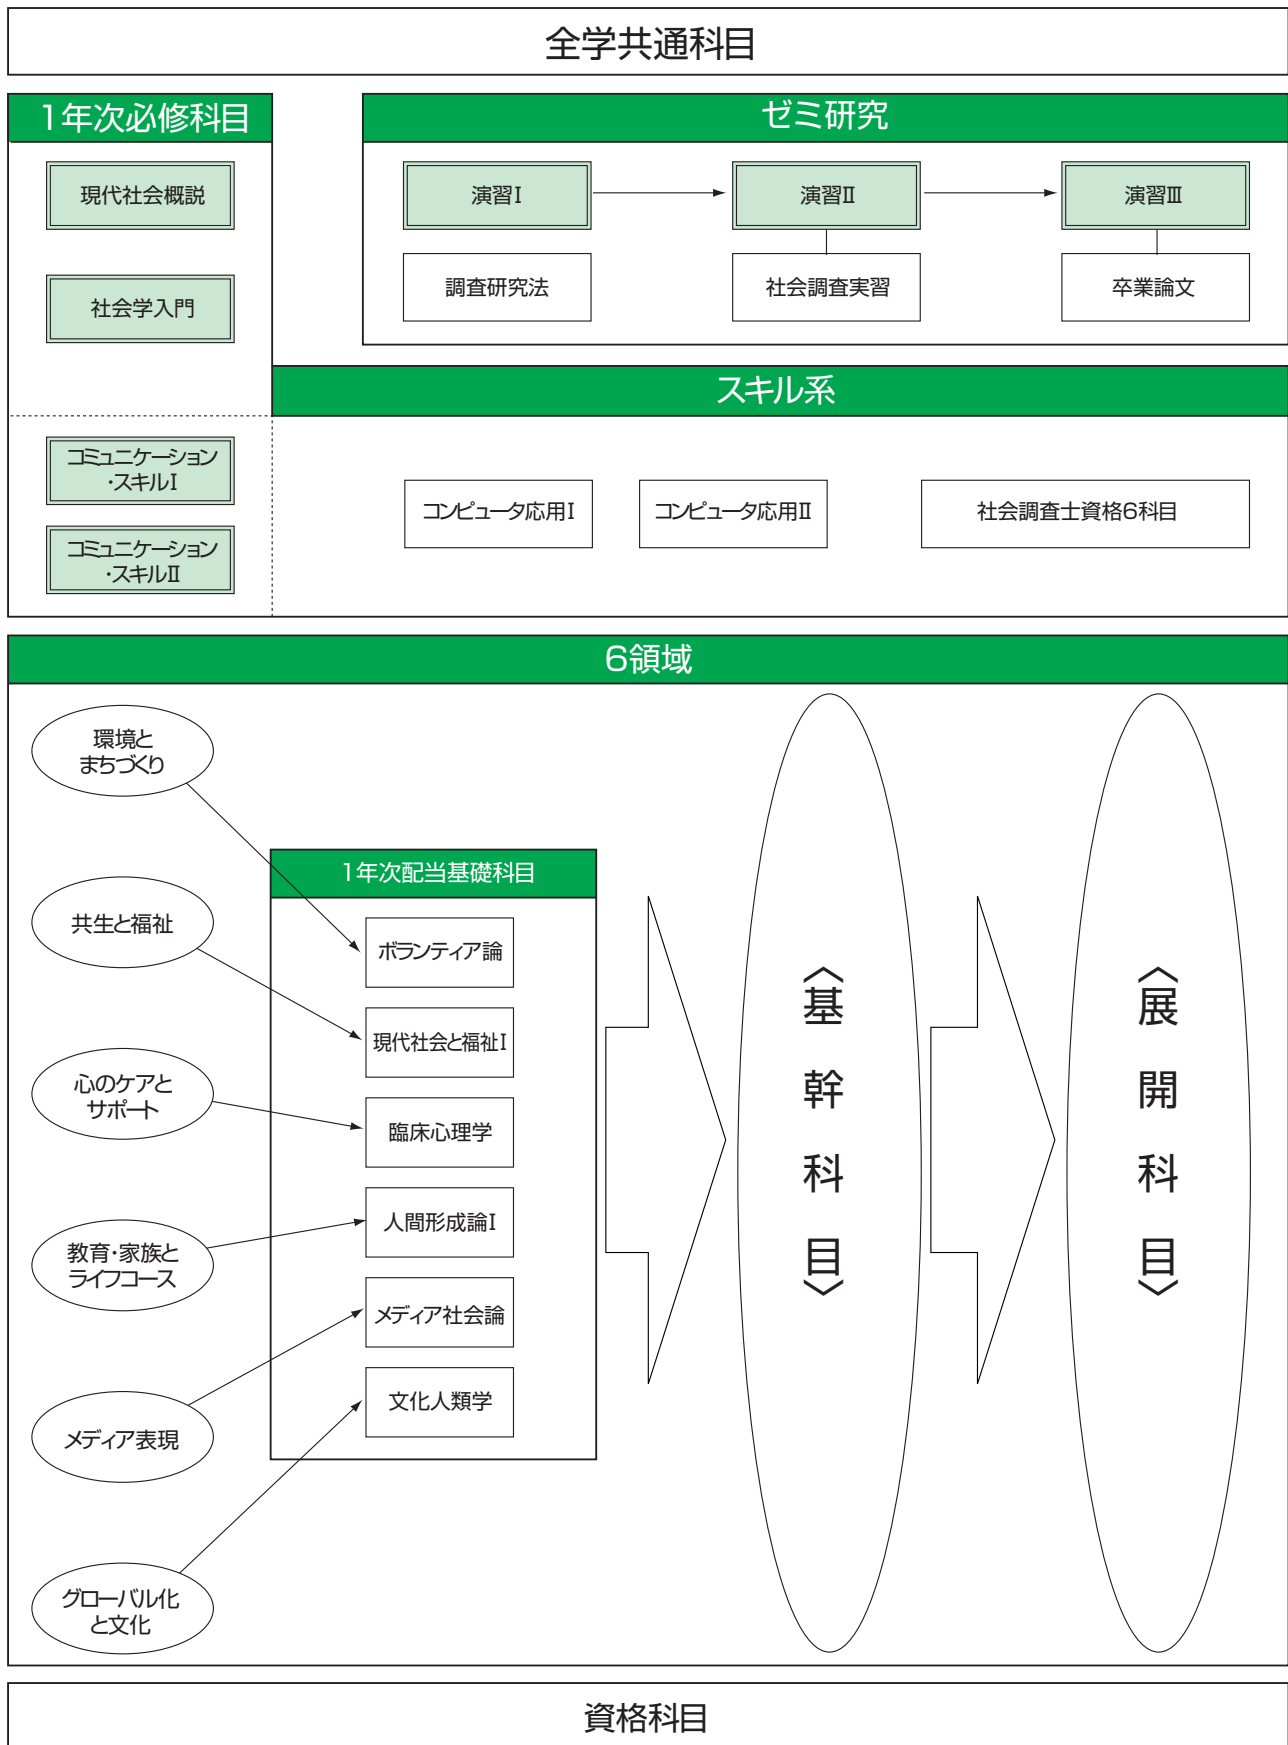 全学共通科目
1年次必修科目
現代社会概説
社会学入門
ゼミ研究
演習Ⅰ
演習Ⅱ
演習Ⅲ
調査研究法
社会調査実習
卒業論文
スキル系
コミュニケーション
・スキルⅠ
コミュニケーション
・スキルⅡ
コンピュータ応用Ⅰ
コンピュータ応用Ⅱ
社会調査士資格6科目
6領域
環境と
まちづくり
共生と福祉
心のケアと
サポート
教育・家族と
ライフコース
メディア表現
グローバル化
と文化
1年次配当基礎科目
ボランティア論
現代社会と福祉Ⅰ
臨床心理学
人間形成論Ⅰ
メディア社会論
文化人類学
〈基幹科目〉
〈展開科目〉
資格科目